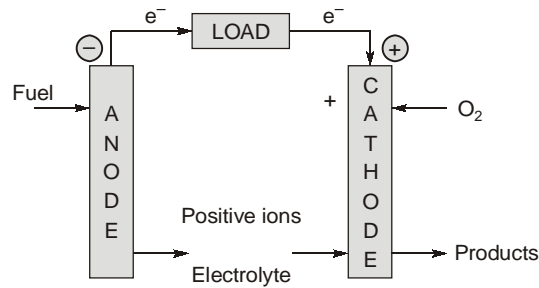 e⁻
e⁻
LOAD
−
+
Fuel
ANODE
+
CATHODE
O₂
Positive ions
Electrolyte
Products